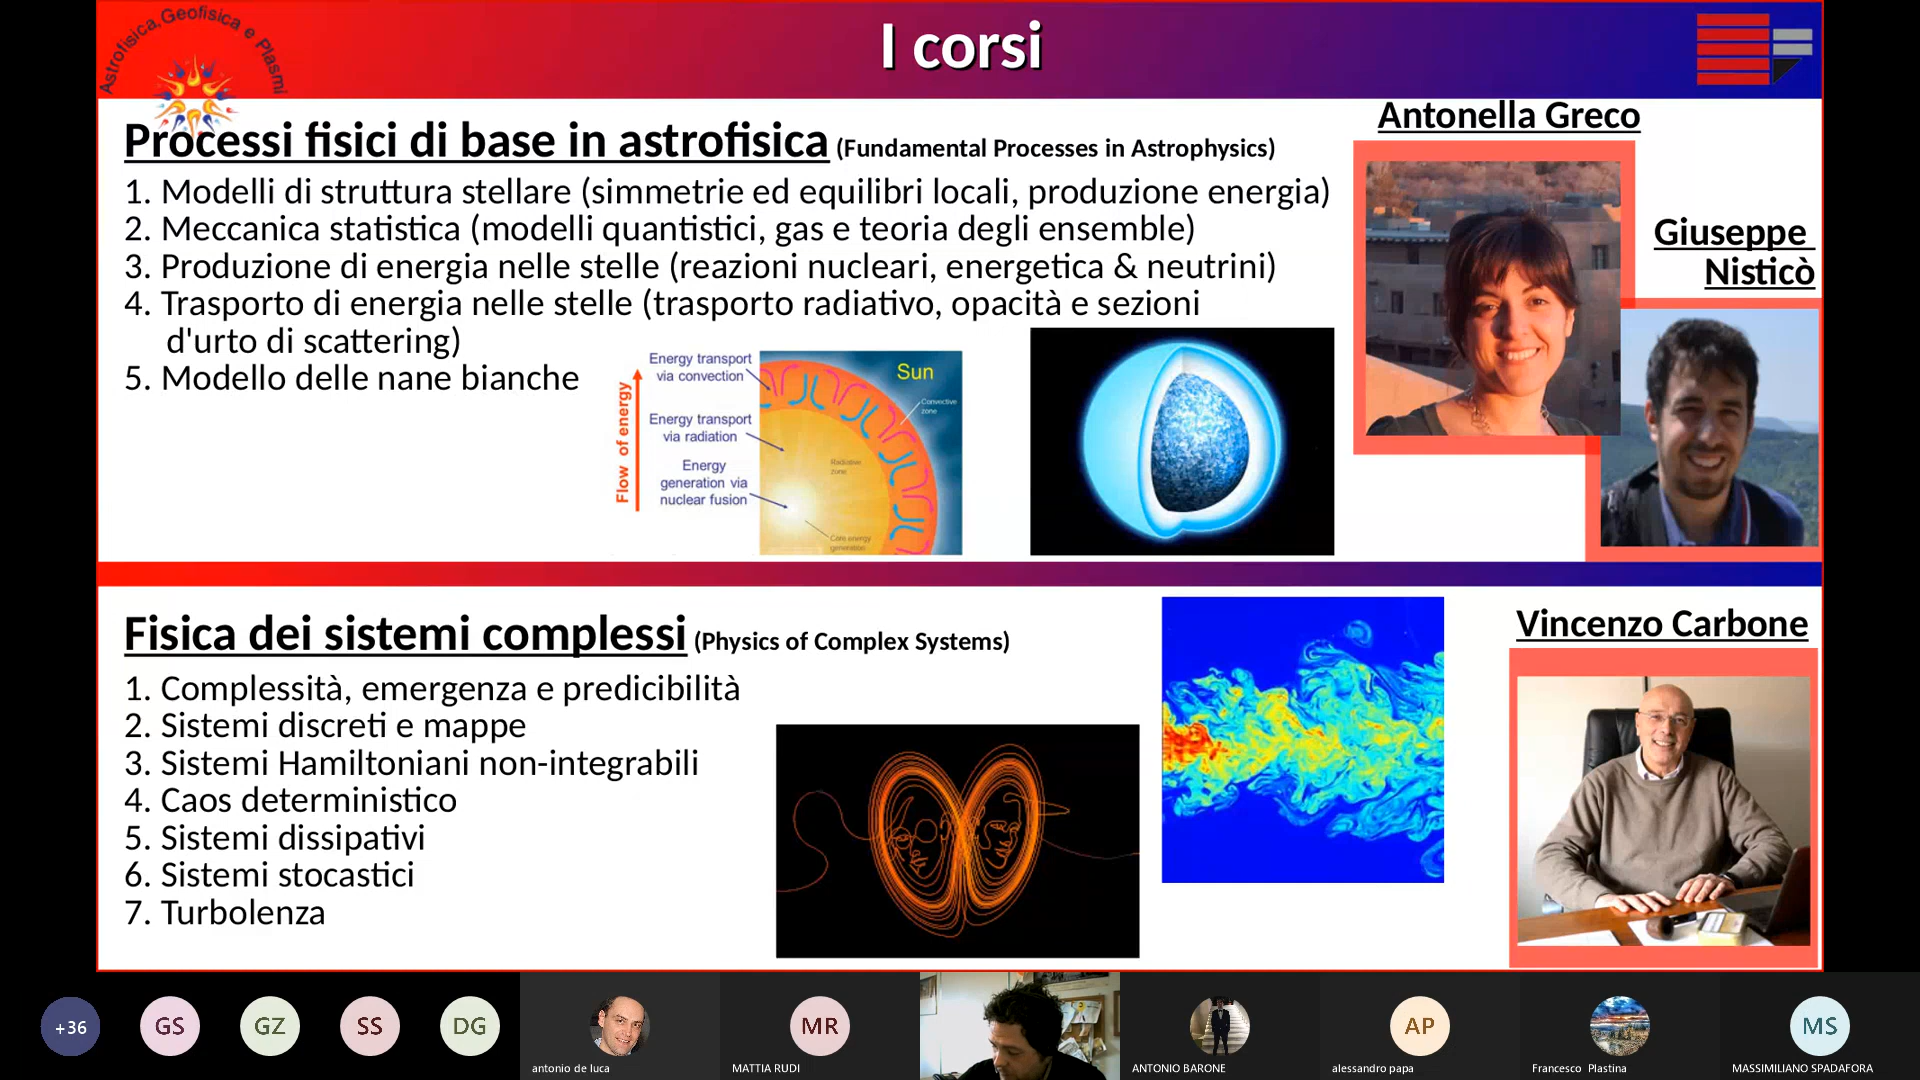 Astrofisica, Geofisica e Plasmi
I corsi
Processi fisici di base in astrofisica (Fundamental Processes in Astrophysics)
1. Modelli di struttura stellare (simmetrie ed equilibri locali, produzione energia)
2. Meccanica statistica (modelli quantistici, gas e teoria degli ensemble)
3. Produzione di energia nelle stelle (reazioni nucleari, energetica & neutrini)
4. Trasporto di energia nelle stelle (trasporto radiativo, opacità e sezioni
d'urto di scattering)
5. Modello delle nane bianche
Antonella Greco
Giuseppe
Nisticò
Flow of energy
Energy transport
via convection
Energy transport
via radiation
Energy
generation via
nuclear fusion
Sun
Convective
zone
Radiative
zone
Core energy
generation
Fisica dei sistemi complessi (Physics of Complex Systems)
1. Complessità, emergenza e predicibilità
2. Sistemi discreti e mappe
3. Sistemi Hamiltoniani non-integrabili
4. Caos deterministico
5. Sistemi dissipativi
6. Sistemi stocastici
7. Turbolenza
Vincenzo Carbone
+36
GS
GZ
SS
DG
antonio de luca
MR
MATTIA RUDI
ANTONIO BARONE
AP
alessandro papa
Francesco Plastina
MS
MASSIMILIANO SPADAFORA